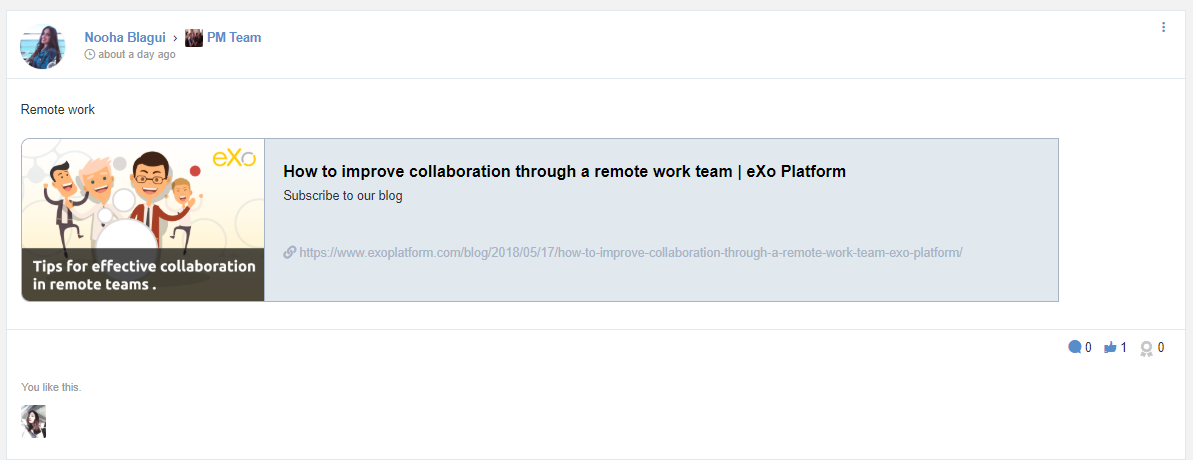 Nooha Blagui › PM Team
about a day ago
Remote work
eXo
Tips for effective collaboration
in remote teams .
How to improve collaboration through a remote work team | eXo Platform
Subscribe to our blog
https://www.exoplatform.com/blog/2018/05/17/how-to-improve-collaboration-through-a-remote-work-team-exo-platform/
0 1 0
You like this.